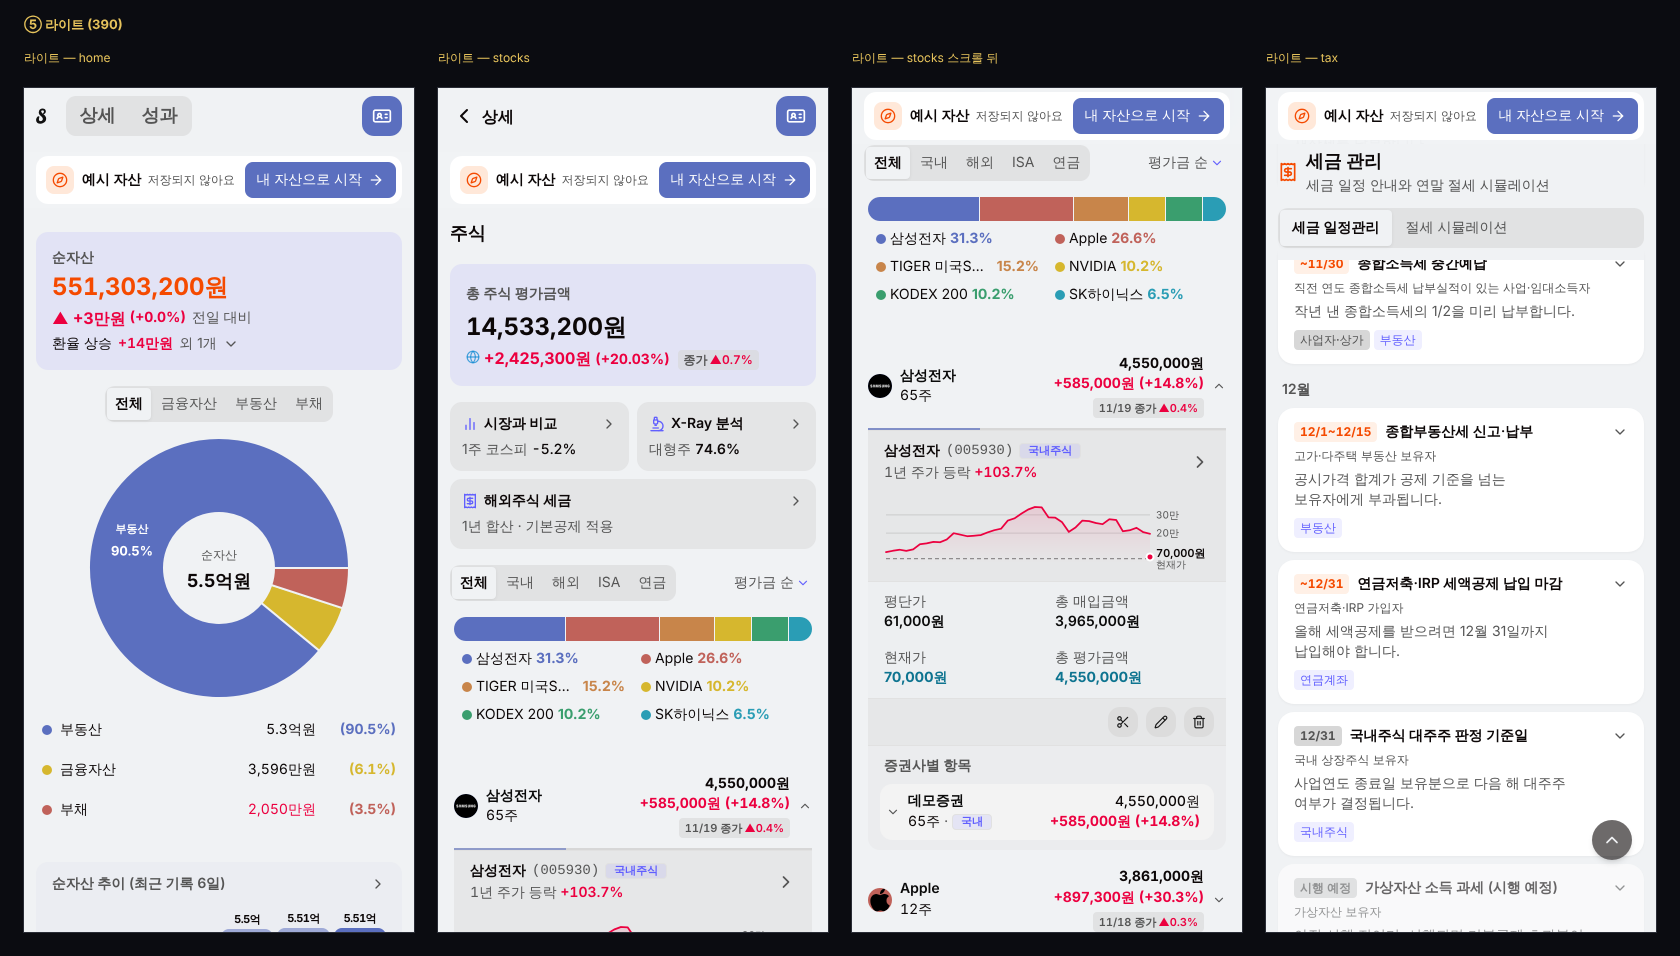 ⑤ 라이트 (390)
라이트 — home
상세 성과
예시 자산 저장되지 않아요 내 자산으로 시작 →
순자산
551,303,200원
▲ +3만원 (+0.0%) 전일 대비
환율 상승 +14만원 외 1개
전체 금융자산 부동산 부채
부동산
90.5%
순자산
5.5억원
부동산 5.3억원 (90.5%)
금융자산 3,596만원 (6.1%)
부채 2,050만원 (3.5%)
순자산 추이 (최근 기록 6일)
5.5억 5.51억 5.51억
라이트 — stocks
상세
예시 자산 저장되지 않아요 내 자산으로 시작 →
주식
총 주식 평가금액
14,533,200원
+2,425,300원 (+20.03%) 종가 ▲0.7%
시장과 비교
1주 코스피 -5.2%
X-Ray 분석
대형주 74.6%
해외주식 세금
1년 합산 · 기본공제 적용
전체 국내 해외 ISA 연금 평가금 순
삼성전자 31.3% Apple 26.6%
TIGER 미국S... 15.2% NVIDIA 10.2%
KODEX 200 10.2% SK하이닉스 6.5%
SAMSUNG
삼성전자
65주
4,550,000원
+585,000원 (+14.8%)
11/19 종가 ▲0.4%
삼성전자 (005930) 국내주식
1년 주가 등락 +103.7%
라이트 — stocks 스크롤 뒤
예시 자산 저장되지 않아요 내 자산으로 시작 →
전체 국내 해외 ISA 연금 평가금 순
삼성전자 31.3% Apple 26.6%
TIGER 미국S... 15.2% NVIDIA 10.2%
KODEX 200 10.2% SK하이닉스 6.5%
SAMSUNG
삼성전자
65주
4,550,000원
+585,000원 (+14.8%)
11/19 종가 ▲0.4%
삼성전자 (005930) 국내주식
1년 주가 등락 +103.7%
30만
20만
70,000원
현재가
평단가 총 매입금액
61,000원 3,965,000원
현재가 총 평가금액
70,000원 4,550,000원
증권사별 항목
데모증권 4,550,000원
65주 · 국내 +585,000원 (+14.8%)
Apple
12주
3,861,000원
+897,300원 (+30.3%)
11/18 종가 ▲0.3%
라이트 — tax
예시 자산 저장되지 않아요 내 자산으로 시작 →
세금 관리
세금 일정 안내와 연말 절세 시뮬레이션
세금 일정관리 절세 시뮬레이션
~11/30 종합소득세 중간예납
직전 연도 종합소득세 납부실적이 있는 사업·임대소득자
작년 낸 종합소득세의 1/2을 미리 납부합니다.
사업자·상가 부동산
12월
12/1~12/15 종합부동산세 신고·납부
고가·다주택 부동산 보유자
공시가격 합계가 공제 기준을 넘는
보유자에게 부과됩니다.
부동산
~12/31 연금저축·IRP 세액공제 납입 마감
연금저축·IRP 가입자
올해 세액공제를 받으려면 12월 31일까지
납입해야 합니다.
연금계좌
12/31 국내주식 대주주 판정 기준일
국내 상장주식 보유자
사업연도 종료일 보유분으로 다음 해 대주주
여부가 결정됩니다.
국내주식
시행 예정 가상자산 소득 과세 (시행 예정)
가상자산 보유자